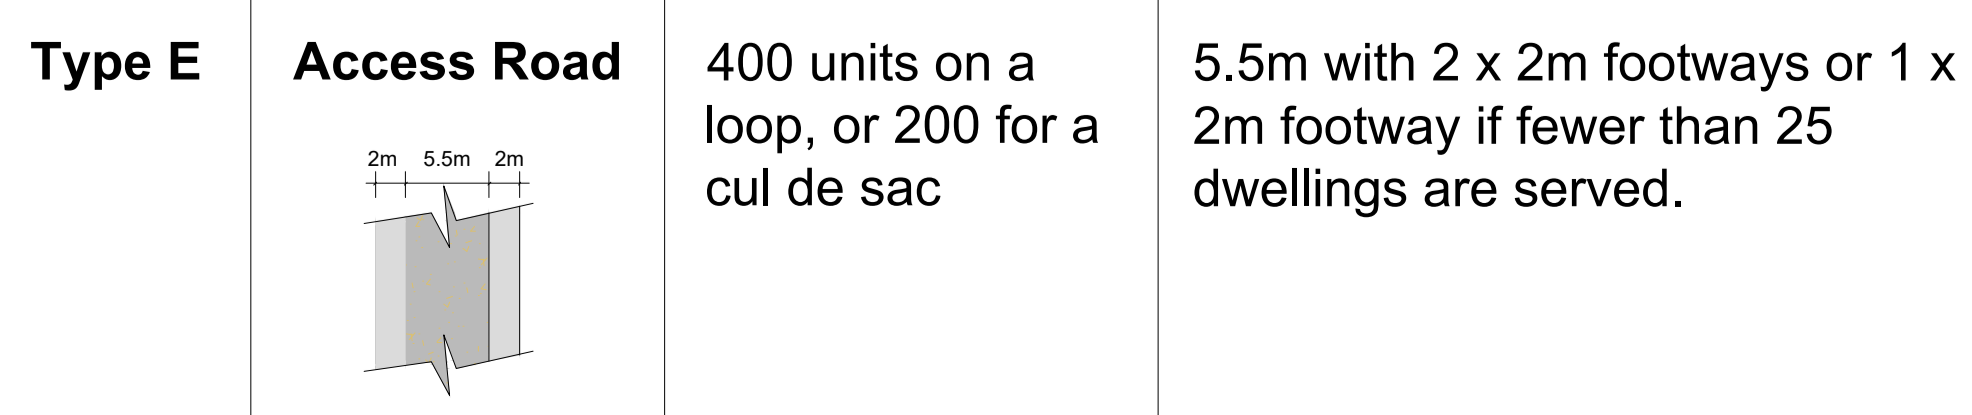 Type E
Access Road
2m 5.5m 2m
400 units on a
loop, or 200 for a
cul de sac
5.5m with 2 x 2m footways or 1 x
2m footway if fewer than 25
dwellings are served.